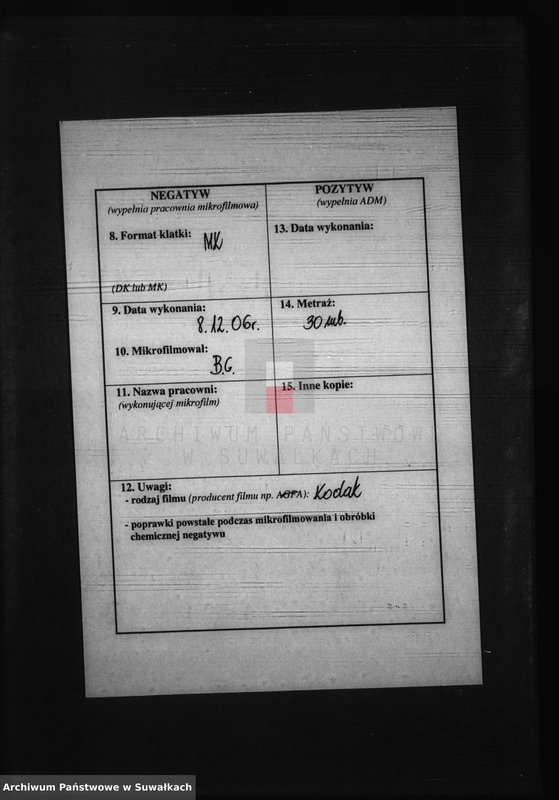 NEGATYW
(wypełnia pracownia mikrofilmowa)
8. Format klatki: MK
(DK lub MK)
POZYTYW
(wypełnia ADM)
13. Data wykonania:
9. Data wykonania:
8.12.06r.
10. Mikrofilmował:
B.G.
14. Metraż:
30 mb.
11. Nazwa pracowni:
(wykonującej mikrofilm)
15. Inne kopie:
ARCHIWUM PAŃSTWOWE
W SUWAŁKACH
12. Uwagi:
- rodzaj filmu (producent filmu np. AGFA): Kodak
- poprawki powstałe podczas mikrofilmowania i obróbki
chemicznej negatywu
Archiwum Państwowe w Suwałkach